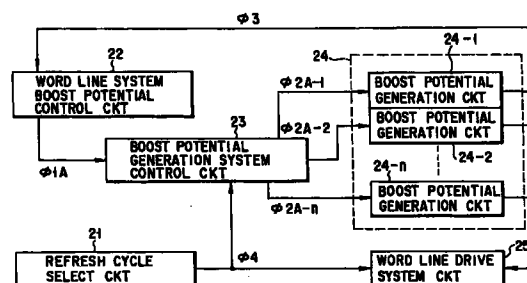 φ3
22
WORD LINE SYSTEM
BOOST POTENTIAL
CONTROL CKT
φ1A
23
BOOST POTENTIAL
GENERATION SYSTEM
CONTROL CKT
φ2A-1
φ2A-2
φ2A-n
24
24-1
BOOST POTENTIAL
GENERATION CKT
BOOST POTENTIAL
GENERATION CKT
24-2
24-n
BOOST POTENTIAL
GENERATION CKT
21
REFRESH CYCLE
SELECT CKT
φ4
25
WORD LINE DRIVE
SYSTEM CKT